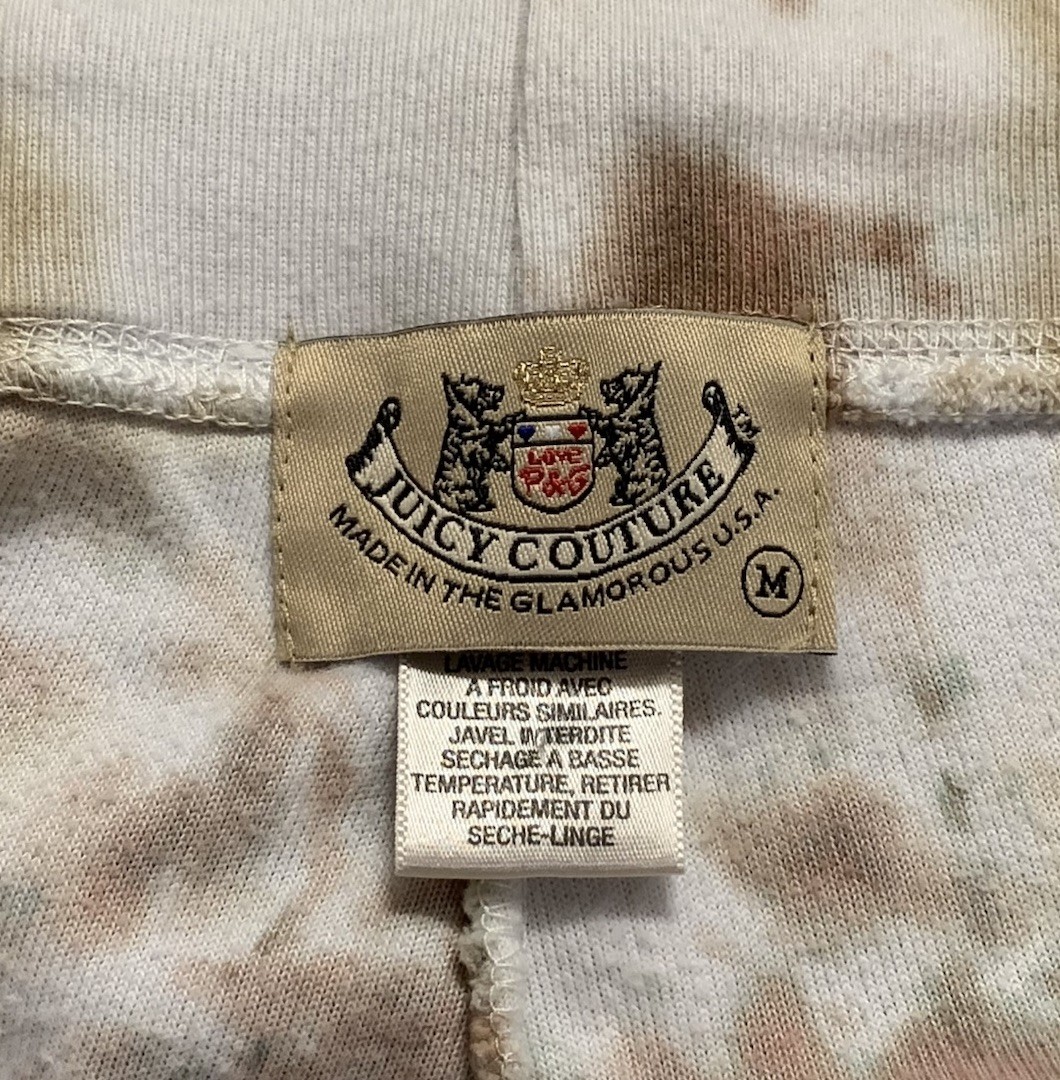 LOVE
P&G
JUICY COUTURE
MADE IN THE GLAMOROUS U.S.A.
M
LAVAGE MACHINE
A FROID AVEC
COULEURS SIMILAIRES.
JAVEL INTERDITE
SECHAGE A BASSE
TEMPERATURE, RETIRER
RAPIDEMENT DU
SECHE-LINGE